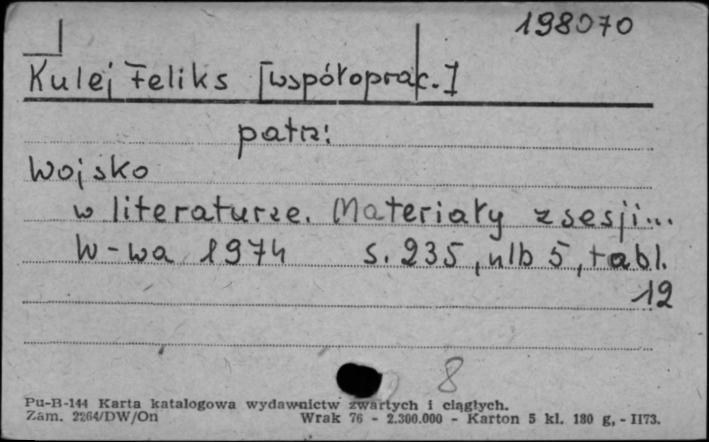 198070
Kulej Feliks [współoprac.]
patrz:
Wojsko
w literaturze. Materiały z sesji...
W-wa 1974 s. 235, nlb 5, tabl.
12
8
Pu-B-144 Karta katalogowa wydawnictw zwartych i ciągłych.
Zam. 2264/DW/On Wrak 76 - 2.300.000 - Karton 5 kl. 180 g, - II73.